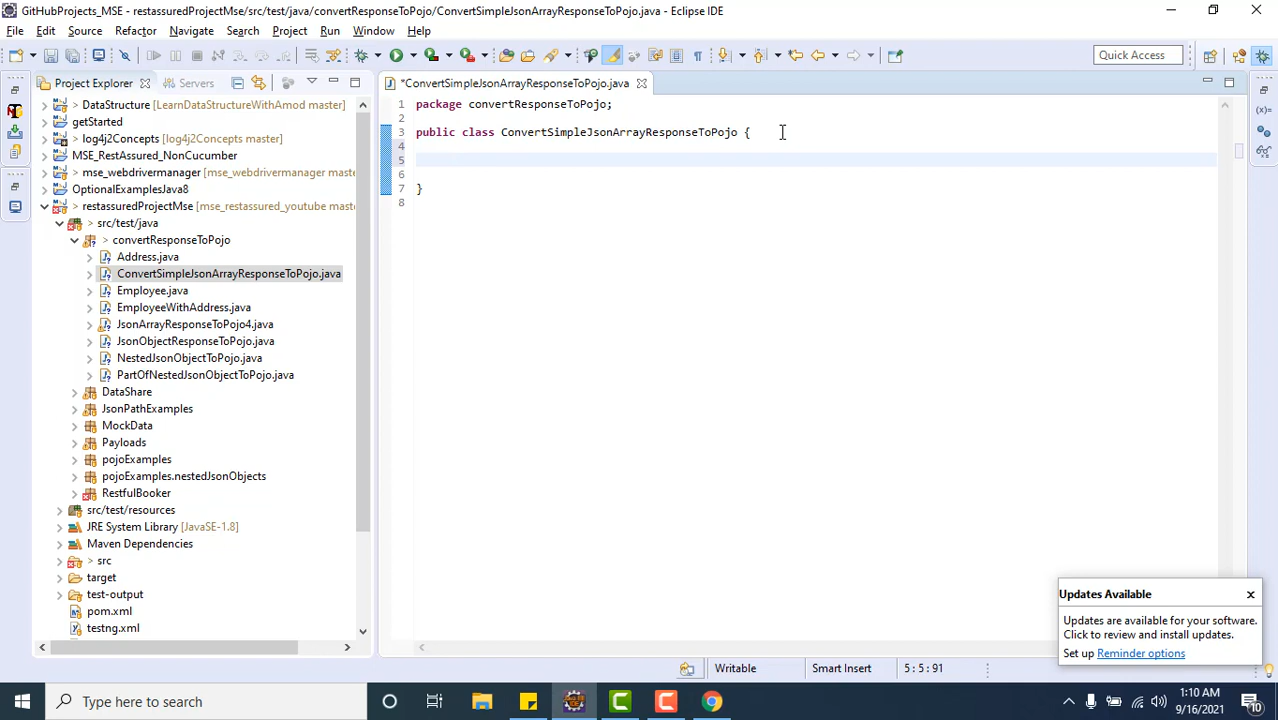 GitHubProjects_MSE - restassuredProjectMse/src/test/java/convertResponseToPojo/ConvertSimpleJsonArrayResponseToPojo.java - Eclipse IDE
File Edit Source Refactor Navigate Search Project Run Window Help
Quick Access
Project Explorer
Servers
*ConvertSimpleJsonArrayResponseToPojo.java
> DataStructure [LearnDataStructureWithAmod master]
getStarted
> log4j2Concepts [log4j2Concepts master]
MSE_RestAssured_NonCucumber
> mse_webdrivermanager [mse_webdrivermanager maste
OptionalExamplesJava8
> restassuredProjectMse [mse_restassured_youtube maste
src/test/java
> convertResponseToPojo
Address.java
ConvertSimpleJsonArrayResponseToPojo.java
Employee.java
EmployeeWithAddress.java
JsonArrayResponseToPojo4.java
JsonObjectResponseToPojo.java
NestedJsonObjectToPojo.java
PartOfNestedJsonObjectToPojo.java
DataShare
JsonPathExamples
MockData
Payloads
pojoExamples
pojoExamples.nestedJsonObjects
RestfulBooker
src/test/resources
JRE System Library [JavaSE-1.8]
Maven Dependencies
> src
target
test-output
pom.xml
testng.xml
1 package convertResponseToPojo;
2
3 public class ConvertSimpleJsonArrayResponseToPojo {
4
5
6
7 }
8
Updates Available
Updates are available for your software.
Click to review and install updates.
Set up Reminder options
Writable
Smart Insert
5 : 5 : 91
Type here to search
1:10 AM
9/16/2021
10